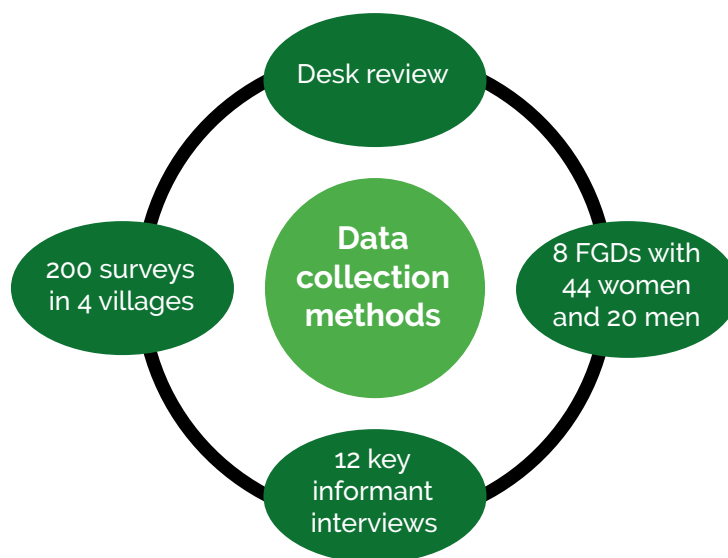 Desk review
Data
collection
methods
8 FGDs with
44 women
and 20 men
12 key
informant
interviews
200 surveys
in 4 villages